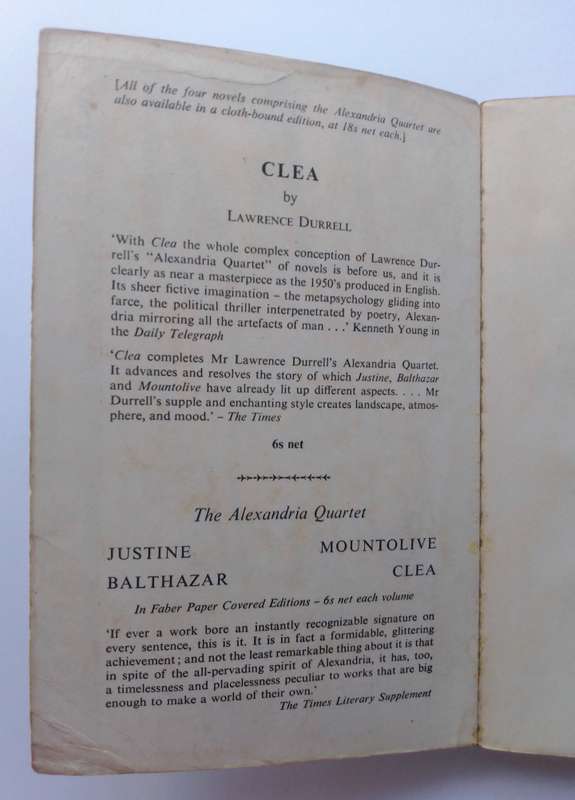 [All of the four novels comprising the Alexandria Quartet are
also available in a cloth-bound edition, at 18s net each.]
CLEA
by
LAWRENCE DURRELL
‘With Clea the whole complex conception of Lawrence Dur-
rell's "Alexandria Quartet" of novels is before us, and it is
clearly as near a masterpiece as the 1950's produced in English.
Its sheer fictive imagination – the metapsychology gliding into
farce, the political thriller interpenetrated by poetry, Alexan-
dria mirroring all the artefacts of man . . .’ Kenneth Young in
the Daily Telegraph
‘Clea completes Mr Lawrence Durrell's Alexandria Quartet.
It advances and resolves the story of which Justine, Balthazar
and Mountolive have already lit up different aspects. . . . Mr
Durrell's supple and enchanting style creates landscape, atmos-
phere, and mood.’ – The Times
6s net
The Alexandria Quartet
JUSTINE MOUNTOLIVE
BALTHAZAR CLEA
In Faber Paper Covered Editions – 6s net each volume
‘If ever a work bore an instantly recognizable signature on
every sentence, this is it. It is in fact a formidable, glittering
achievement; and not the least remarkable thing about it is that
in spite of the all-pervading spirit of Alexandria, it has, too,
a timelessness and placelessness peculiar to works that are big
enough to make a world of their own.’
The Times Literary Supplement